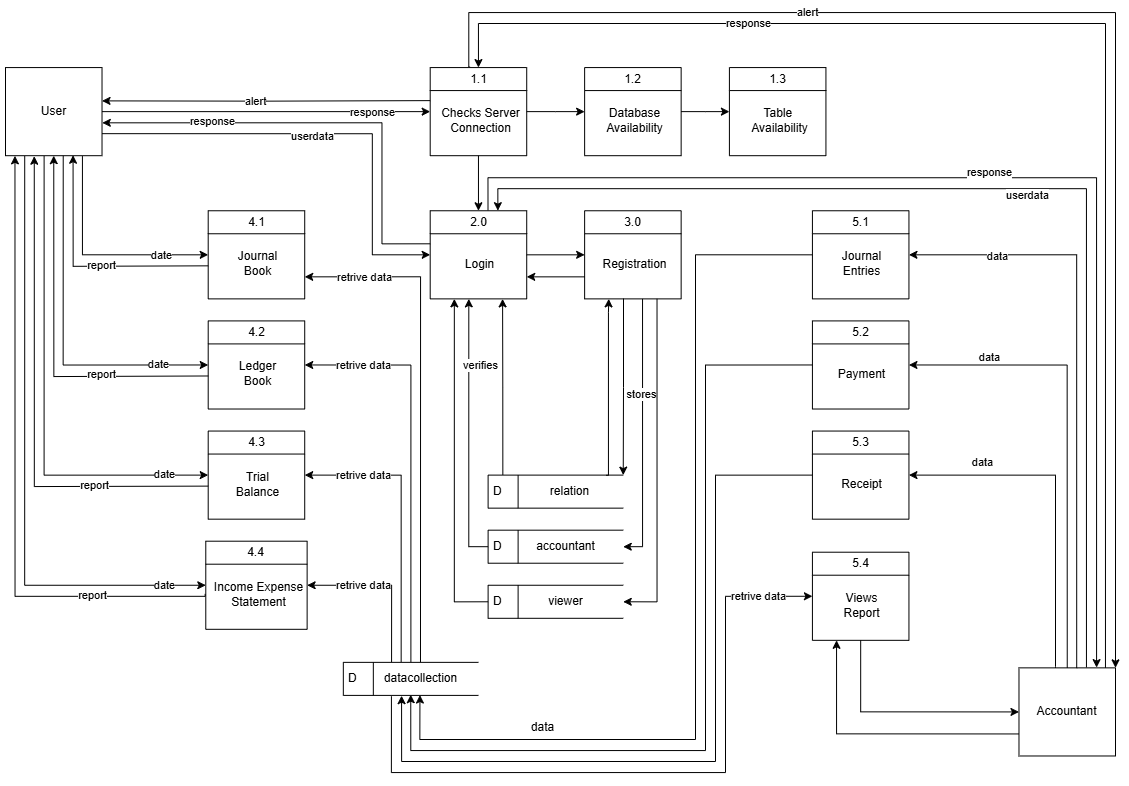 alert
response
User
1.1
Checks Server
Connection
1.2
Database
Availability
1.3
Table
Availability
alert
response
response
userdata
response
userdata
4.1
Journal
Book
2.0
Login
3.0
Registration
5.1
Journal
Entries
date
report
retrive data
data
4.2
Ledger
Book
5.2
Payment
date
report
retrive data
verifies
stores
data
4.3
Trial
Balance
5.3
Receipt
date
report
retrive data
data
D relation
D accountant
D viewer
4.4
Income Expense
Statement
date
report
retrive data
5.4
Views
Report
retrive data
D datacollection
data
Accountant